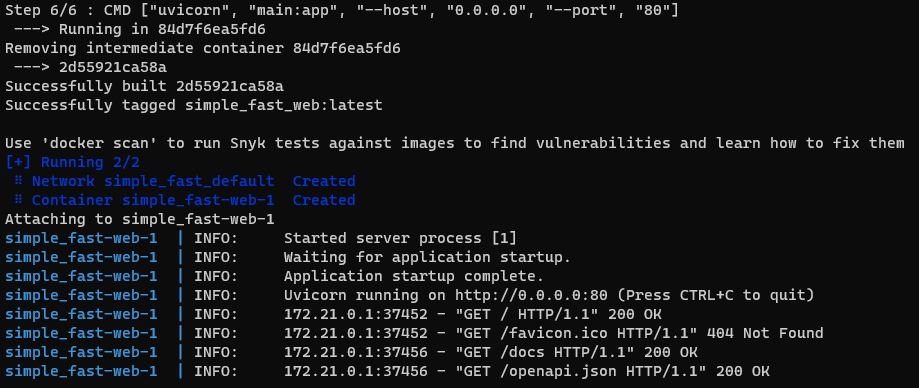 Step 6/6 : CMD ["uvicorn", "main:app", "--host", "0.0.0.0", "--port", "80"]
 ---> Running in 84d7f6ea5fd6
Removing intermediate container 84d7f6ea5fd6
 ---> 2d55921ca58a
Successfully built 2d55921ca58a
Successfully tagged simple_fast_web:latest

Use 'docker scan' to run Snyk tests against images to find vulnerabilities and learn how to fix them
[+] Running 2/2
 ⠿ Network simple_fast_default  Created
 ⠿ Container simple_fast-web-1  Created
Attaching to simple_fast-web-1
simple_fast-web-1  | INFO:     Started server process [1]
simple_fast-web-1  | INFO:     Waiting for application startup.
simple_fast-web-1  | INFO:     Application startup complete.
simple_fast-web-1  | INFO:     Uvicorn running on http://0.0.0.0:80 (Press CTRL+C to quit)
simple_fast-web-1  | INFO:     172.21.0.1:37452 - "GET / HTTP/1.1" 200 OK
simple_fast-web-1  | INFO:     172.21.0.1:37452 - "GET /favicon.ico HTTP/1.1" 404 Not Found
simple_fast-web-1  | INFO:     172.21.0.1:37456 - "GET /docs HTTP/1.1" 200 OK
simple_fast-web-1  | INFO:     172.21.0.1:37456 - "GET /openapi.json HTTP/1.1" 200 OK